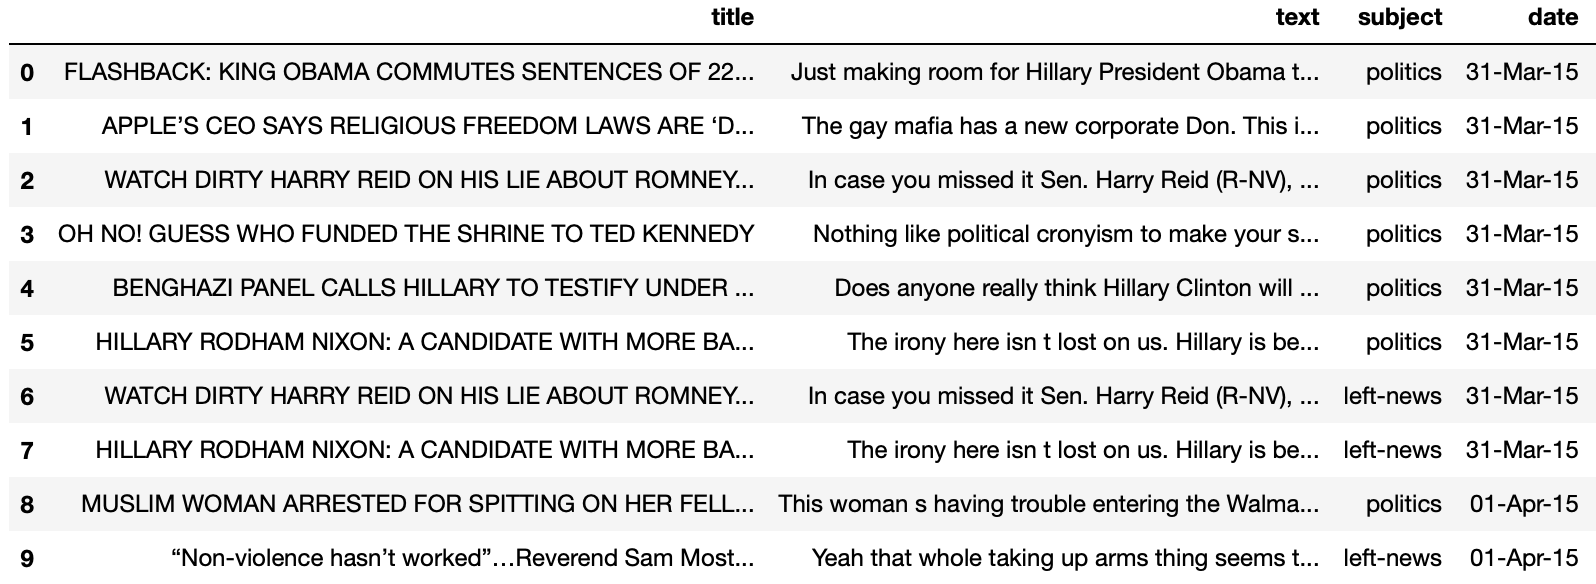 title text subject date
0 FLASHBACK: KING OBAMA COMMUTES SENTENCES OF 22... Just making room for Hillary President Obama t... politics 31-Mar-15
1 APPLE’S CEO SAYS RELIGIOUS FREEDOM LAWS ARE ‘D... The gay mafia has a new corporate Don. This i... politics 31-Mar-15
2 WATCH DIRTY HARRY REID ON HIS LIE ABOUT ROMNEY... In case you missed it Sen. Harry Reid (R-NV), ... politics 31-Mar-15
3 OH NO! GUESS WHO FUNDED THE SHRINE TO TED KENNEDY Nothing like political cronyism to make your s... politics 31-Mar-15
4 BENGHAZI PANEL CALLS HILLARY TO TESTIFY UNDER ... Does anyone really think Hillary Clinton will ... politics 31-Mar-15
5 HILLARY RODHAM NIXON: A CANDIDATE WITH MORE BA... The irony here isn t lost on us. Hillary is be... politics 31-Mar-15
6 WATCH DIRTY HARRY REID ON HIS LIE ABOUT ROMNEY... In case you missed it Sen. Harry Reid (R-NV), ... left-news 31-Mar-15
7 HILLARY RODHAM NIXON: A CANDIDATE WITH MORE BA... The irony here isn t lost on us. Hillary is be... left-news 31-Mar-15
8 MUSLIM WOMAN ARRESTED FOR SPITTING ON HER FELL... This woman s having trouble entering the Walma... politics 01-Apr-15
9 “Non-violence hasn’t worked”…Reverend Sam Most... Yeah that whole taking up arms thing seems t... left-news 01-Apr-15